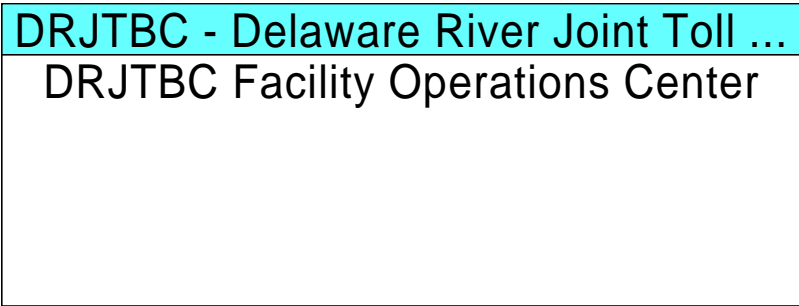 DRJTBC - Delaware River Joint Toll ...
DRJTBC Facility Operations Center